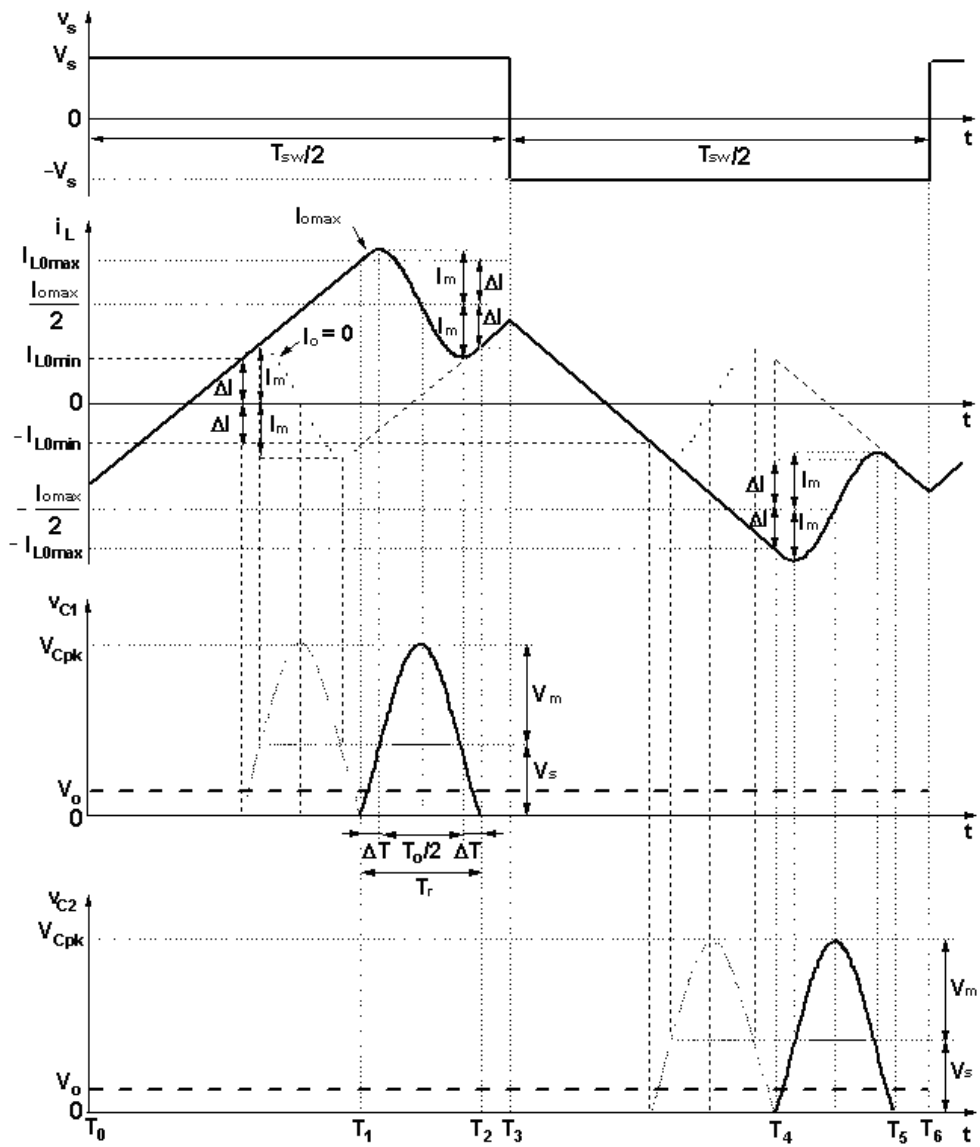 v_s
V_s
0
T_sw/2
T_sw/2
t
−V_s
i_L
I_omax
I_L0max
I_m
ΔI
I_omax/2
I_o = 0
I_m
ΔI
I_L0min
ΔI
I_m
0
t
ΔI
I_m
−I_L0min
ΔI
I_m
−I_omax/2
ΔI
I_m
−I_L0max
v_C1
V_Cpk
V_m
V_s
V_o
0
t
ΔT
T_o/2
ΔT
T_r
v_C2
V_Cpk
V_m
V_s
V_o
0
T_0
T_1
T_2
T_3
T_4
T_5
T_6
t